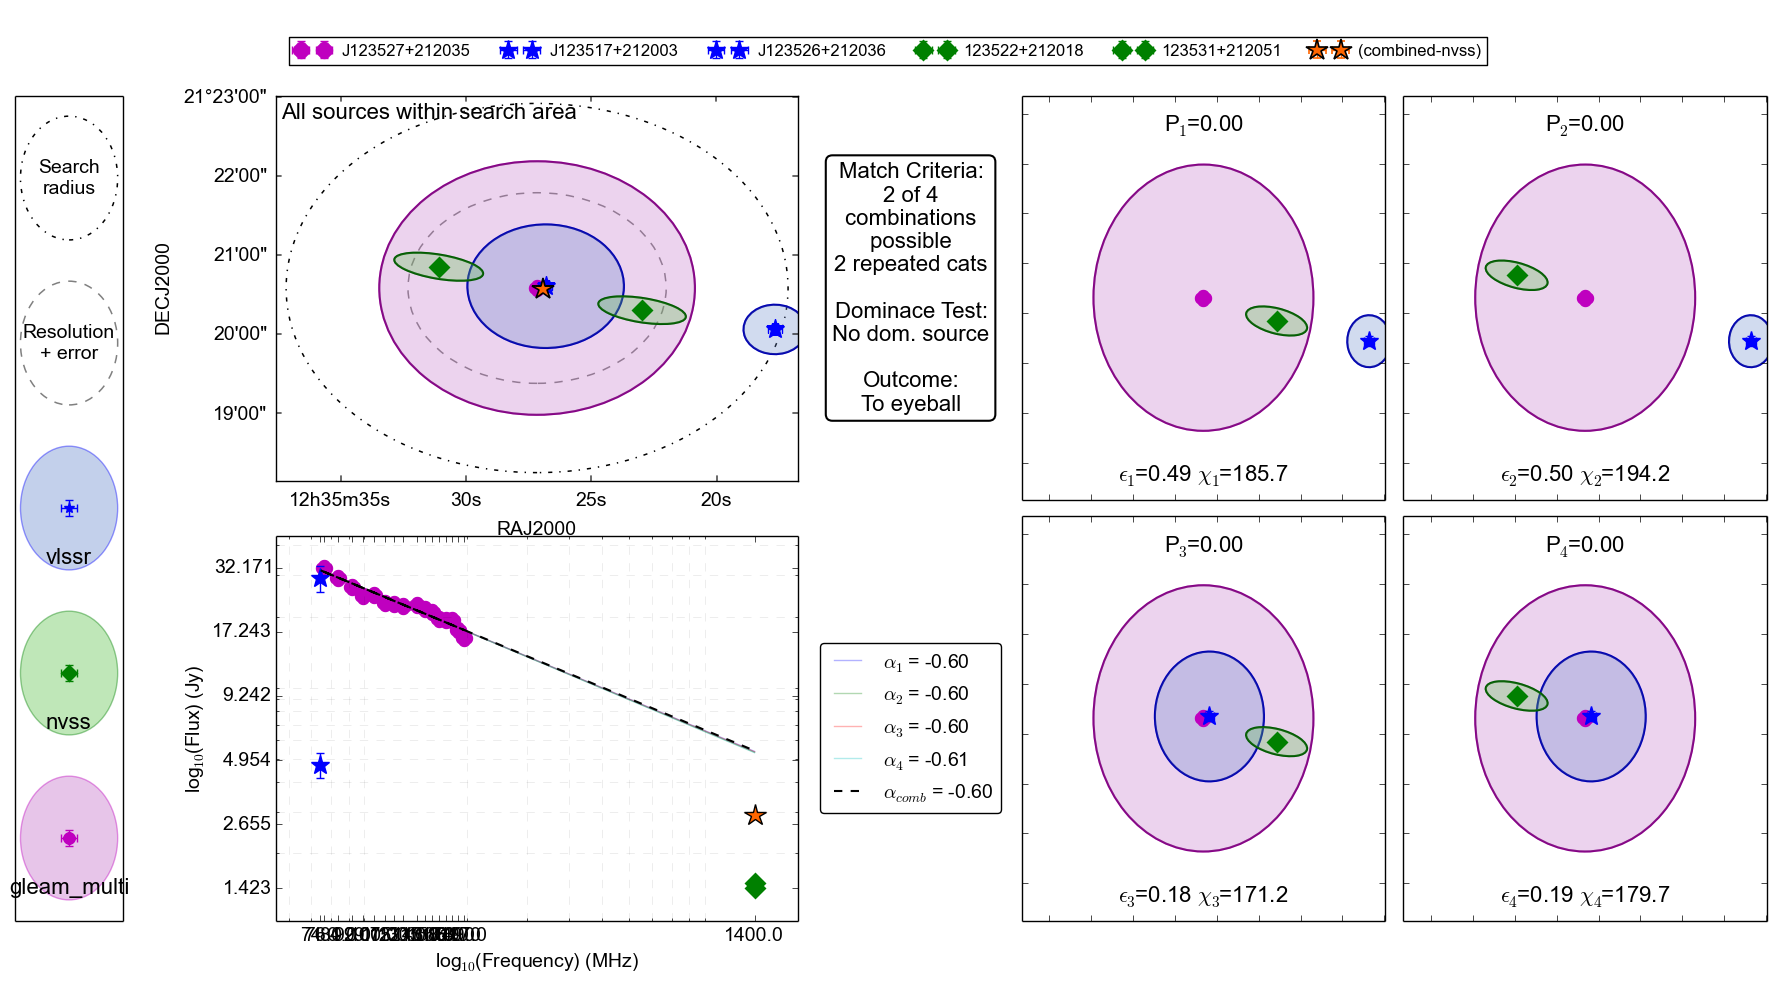 J123527+212035 J123517+212003 J123526+212036 123522+212018 123531+212051 (combined-nvss)
Search
radius
Resolution
+ error
vlssr
nvss
gleam_multi
All sources within search area
21°23'00"
22'00"
21'00"
20'00"
19'00"
DECJ2000
12h35m35s 30s 25s 20s
RAJ2000
Match Criteria:
2 of 4
combinations
possible
2 repeated cats
Dominace Test:
No dom. source
Outcome:
To eyeball
P1=0.00
ϵ1=0.49 χ1=185.7
P2=0.00
ϵ2=0.50 χ2=194.2
32.171
17.243
9.242
4.954
2.655
1.423
log10(Flux) (Jy)
1400.0
log10(Frequency) (MHz)
α1 = -0.60
α2 = -0.60
α3 = -0.60
α4 = -0.61
αcomb = -0.60
P3=0.00
ϵ3=0.18 χ3=171.2
P4=0.00
ϵ4=0.19 χ4=179.7